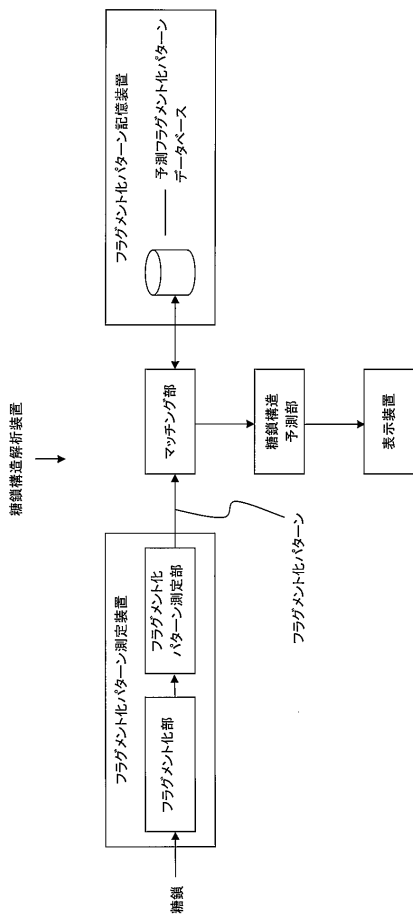 糖鎖構造解析装置
フラグメント化パターン測定装置
糖鎖
フラグメント化部
フラグメント化
パターン測定部
フラグメント化パターン
マッチング部
フラグメント化パターン記憶装置
予測フラグメント化パターン
データベース
糖鎖構造
予測部
表示装置